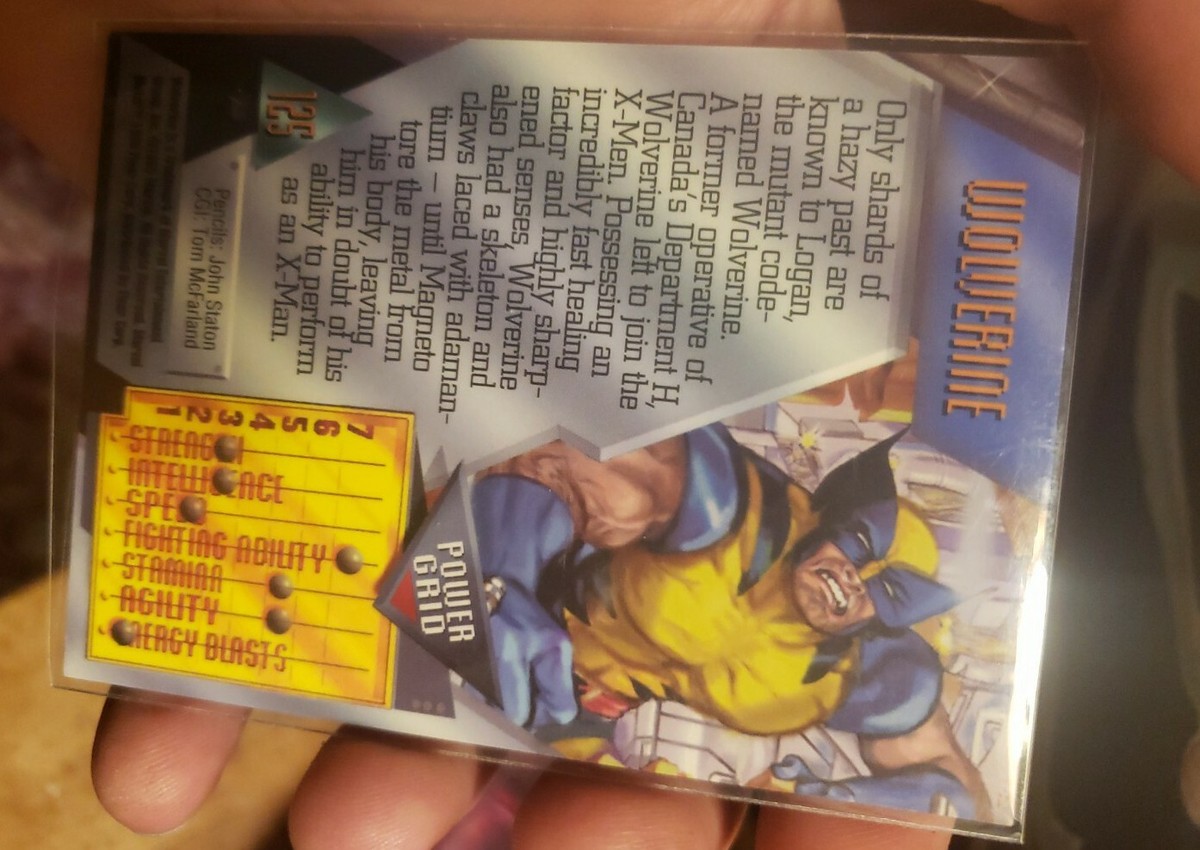 WOLVERINE
Only shards of
a hazy past are
known to Logan,
the mutant code-
named Wolverine.
A former operative of
Canada's Department H,
Wolverine left to join the
X-Men. Possessing an
incredibly fast healing
factor and highly sharp-
ened senses, Wolverine
also had a skeleton and
claws laced with adaman-
tium – until Magneto
tore the metal from
his body, leaving
him in doubt of his
ability to perform
as an X-Man.
125
Pencils: John Staton
CGI: Tom McFarland
POWER
GRID
7
6
5
4
3
2
1
STRENGTH
INTELLIGENCE
SPEED
FIGHTING ABILITY
STAMINA
AGILITY
ENERGY BLASTS